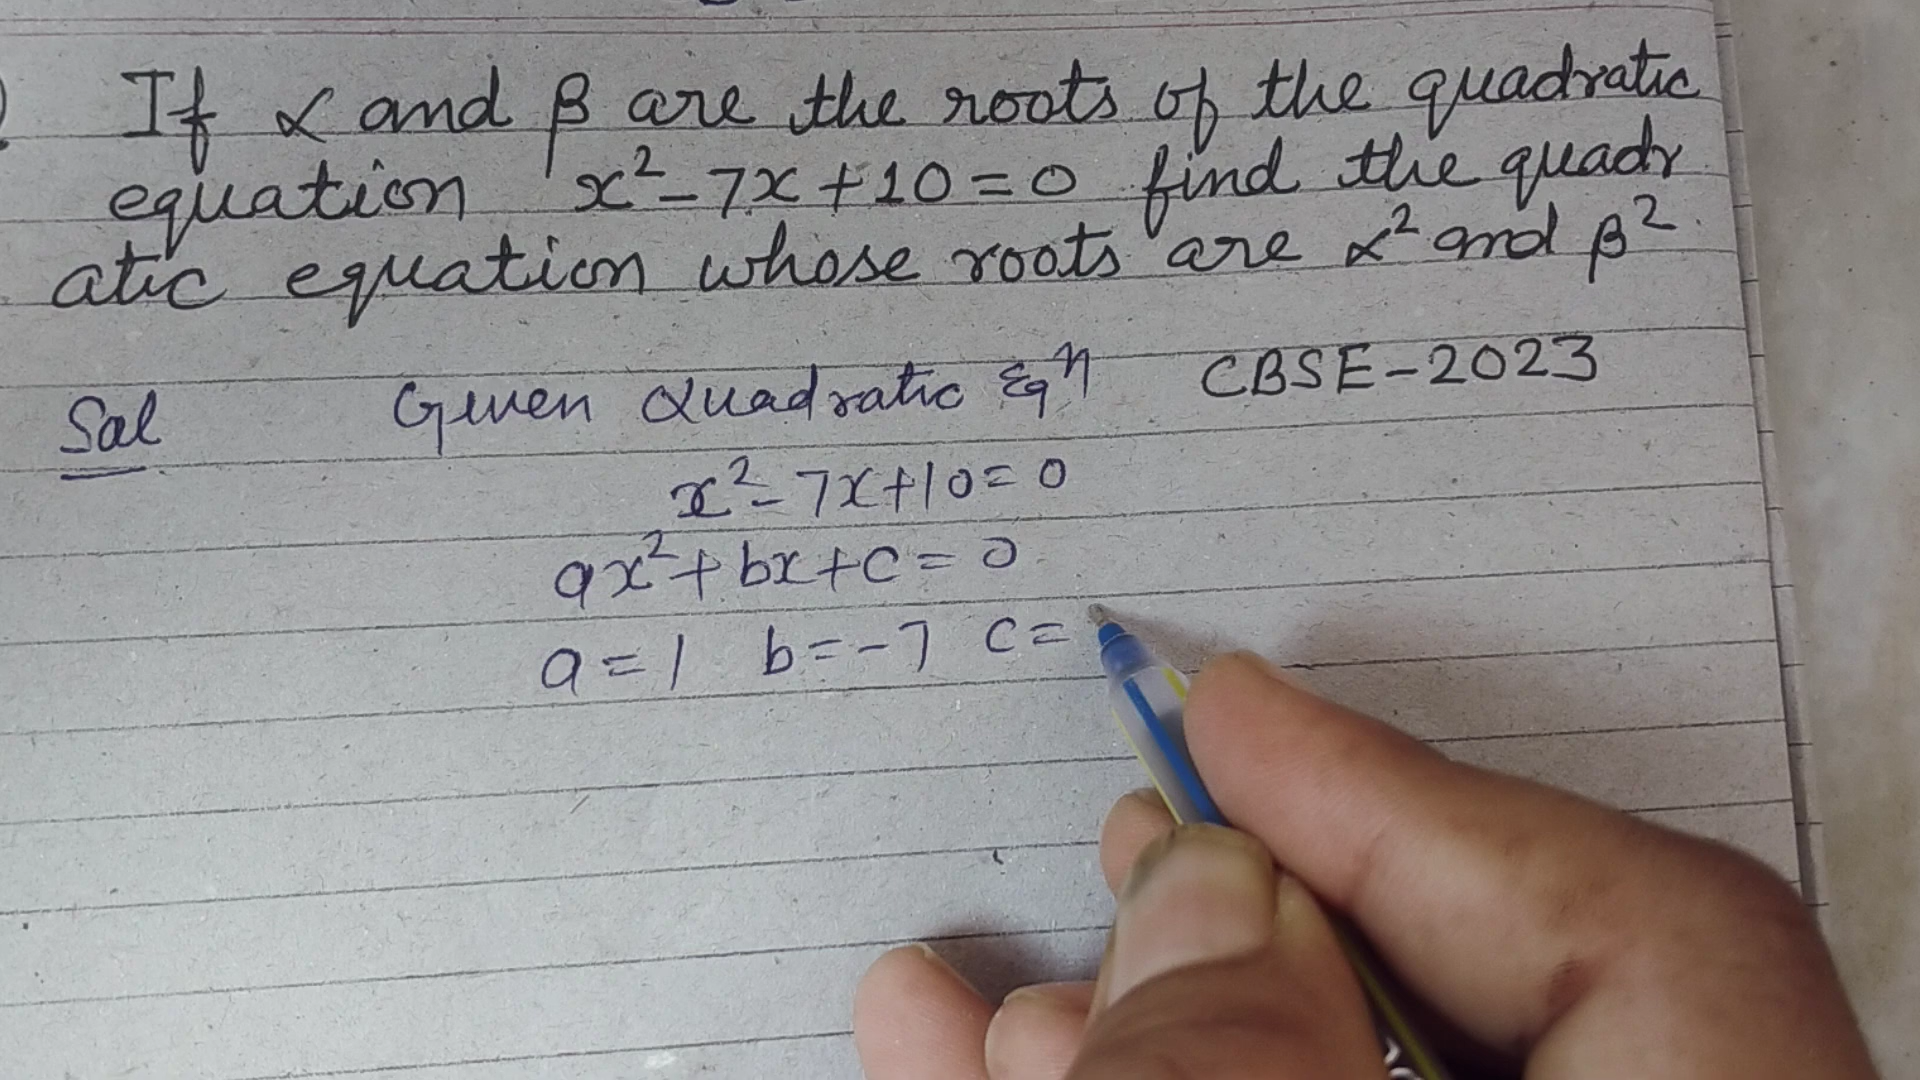 If α and β are the roots of the quadratic
equation x²-7x+10=0 find the quadr
atic equation whose roots are α² and β².
Sol Given Quadratic Eqⁿ CBSE-2023
x²-7x+10=0
ax²+bx+c=0
a=1 b=-7 c=